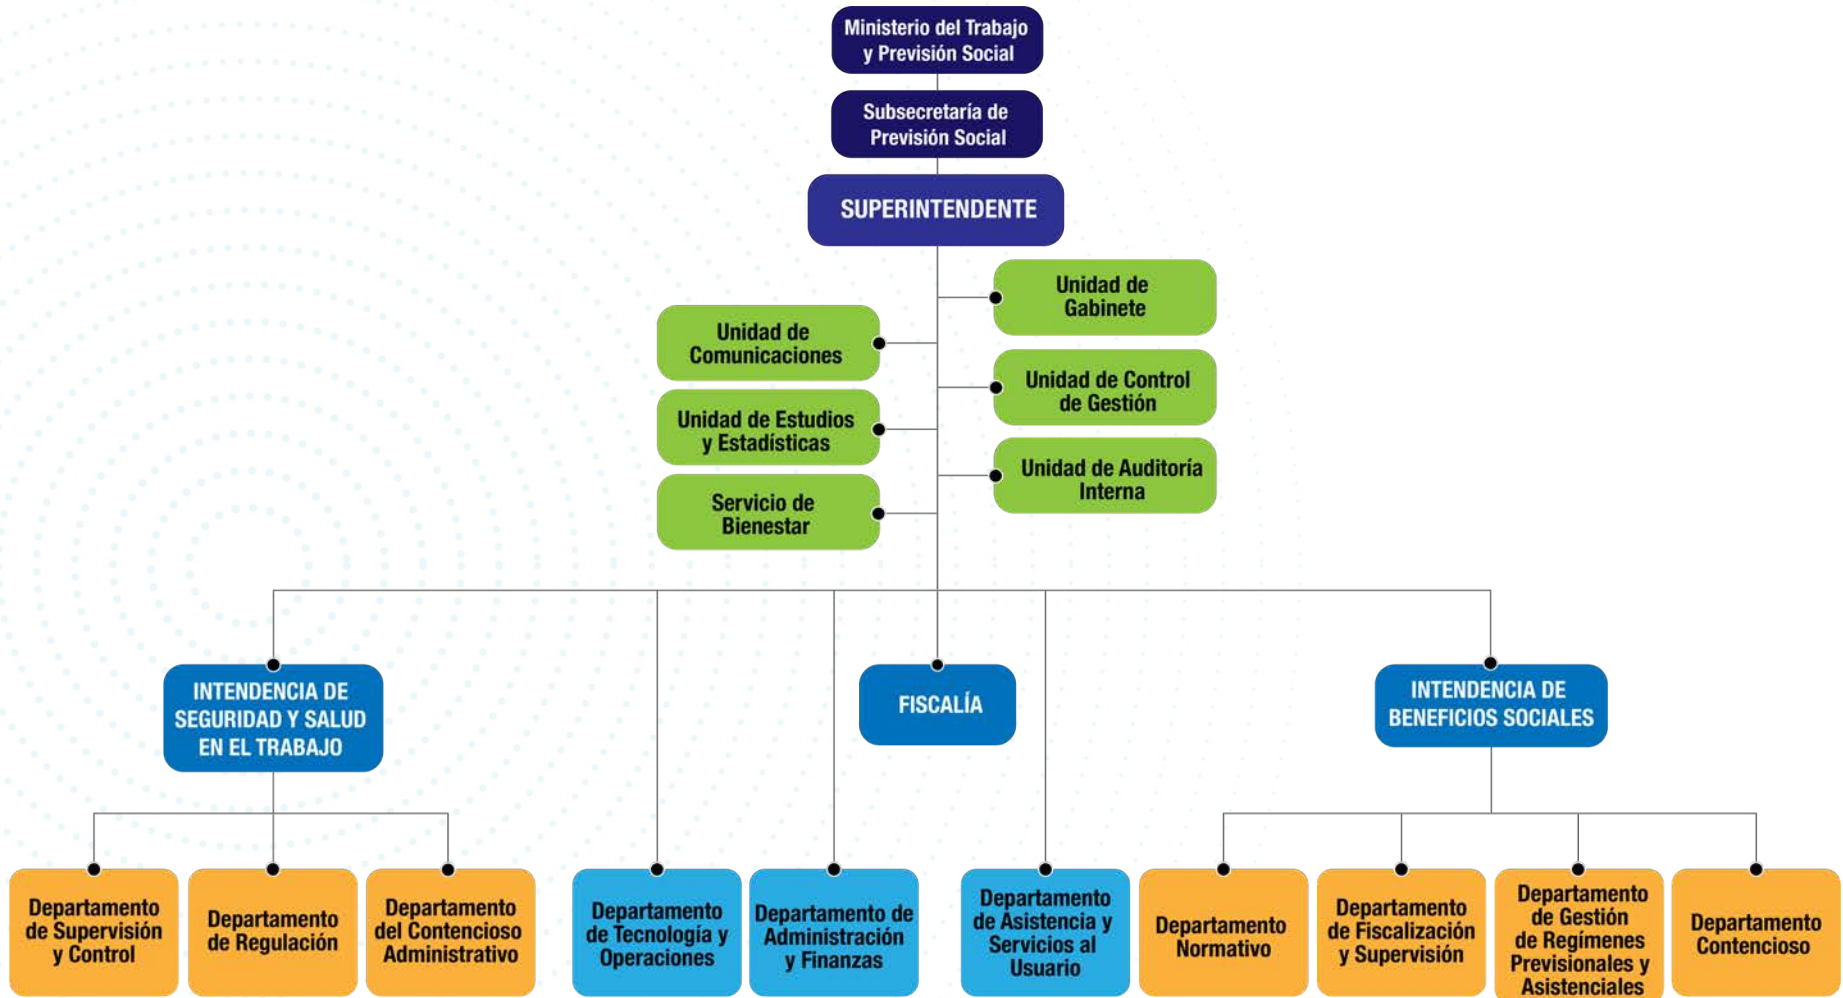 Ministerio del Trabajo
y Previsión Social
Subsecretaría de
Previsión Social
SUPERINTENDENTE
Unidad de
Gabinete
Unidad de
Comunicaciones
Unidad de Control
de Gestión
Unidad de Estudios
y Estadísticas
Unidad de Auditoría
Interna
Servicio de
Bienestar
INTENDENCIA DE
SEGURIDAD Y SALUD
EN EL TRABAJO
FISCALÍA
INTENDENCIA DE
BENEFICIOS SOCIALES
Departamento
de Supervisión
y Control
Departamento
de Regulación
Departamento
del Contencioso
Administrativo
Departamento
de Tecnología y
Operaciones
Departamento de
Administración
y Finanzas
Departamento
de Asistencia y
Servicios al
Usuario
Departamento
Normativo
Departamento
de Fiscalización
y Supervisión
Departamento
de Gestión
de Regímenes
Previsionales y
Asistenciales
Departamento
Contencioso